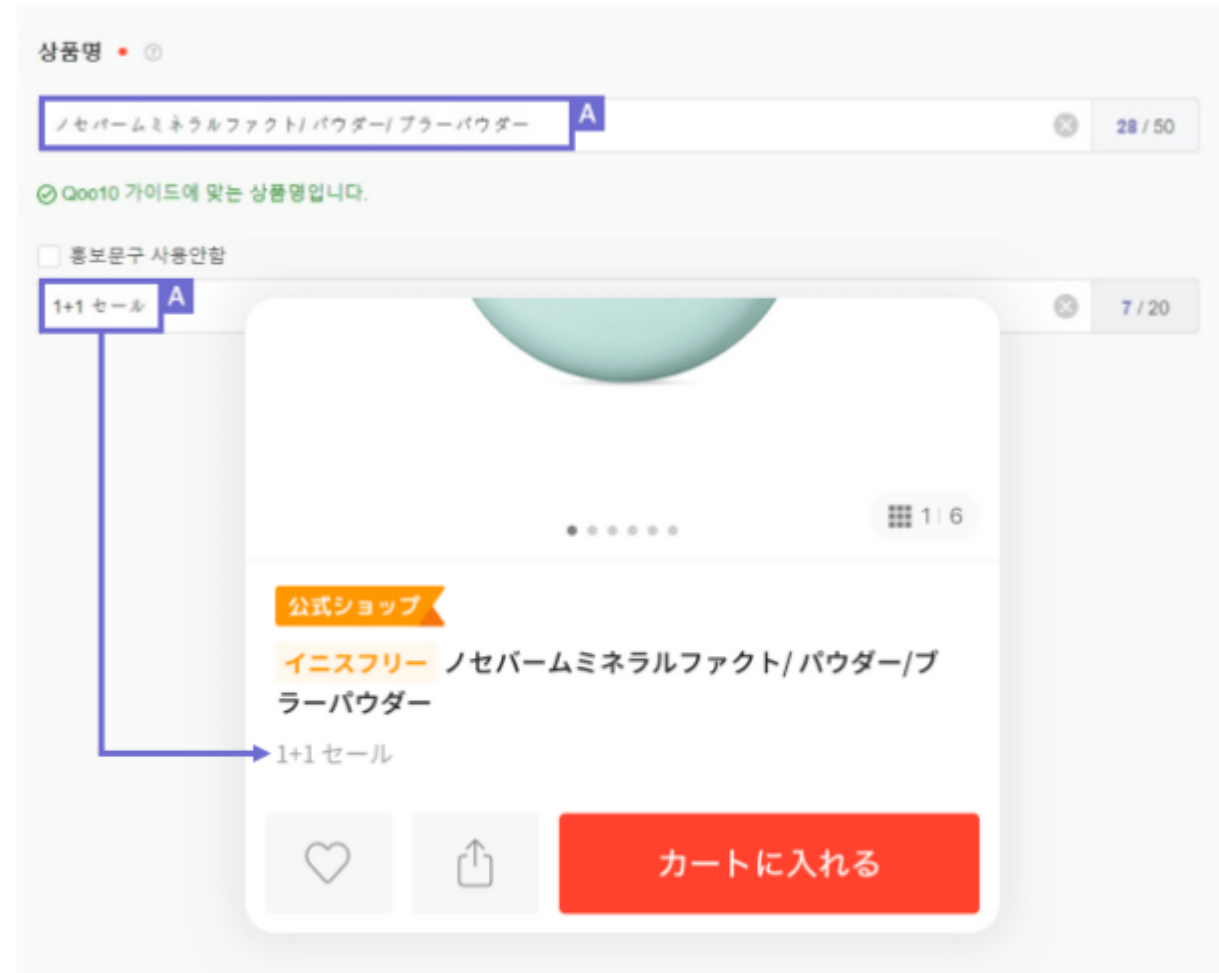 상품명
ノセバームミネラルファクト/ パウダー/ ブラーパウダー
A
28 / 50
Qoo10 가이드에 맞는 상품명입니다.
홍보문구 사용안함
1+1 セール
A
7 / 20
1 | 6
公式ショップ
イニスフリー ノセバームミネラルファクト/ パウダー/ブ
ラーパウダー
1+1 セール
カートに入れる